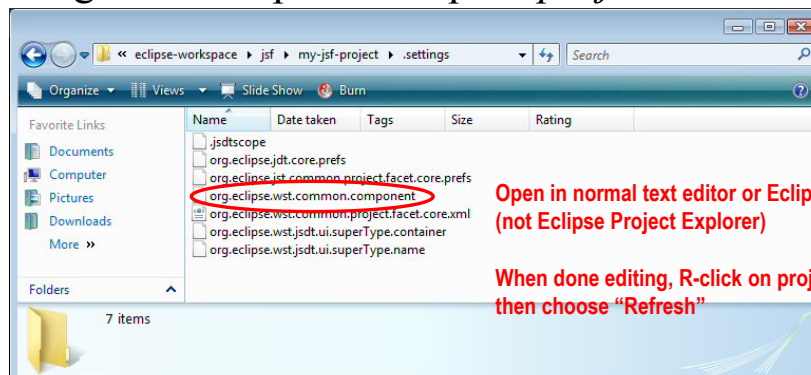 « eclipse-workspace ▸ jsf ▸ my-jsf-project ▸ .settings Search
Organize Views Slide Show Burn
Favorite Links
Documents
Computer
Pictures
Downloads
More »
Folders
Name Date taken Tags Size Rating
.jsdtscope
org.eclipse.jdt.core.prefs
org.eclipse.jst.common.project.facet.core.prefs
org.eclipse.wst.common.component
org.eclipse.wst.common.project.facet.core.xml
org.eclipse.wst.jsdt.ui.superType.container
org.eclipse.wst.jsdt.ui.superType.name
Open in normal text editor or Eclip
(not Eclipse Project Explorer)
When done editing, R-click on proj
then choose “Refresh”
7 items